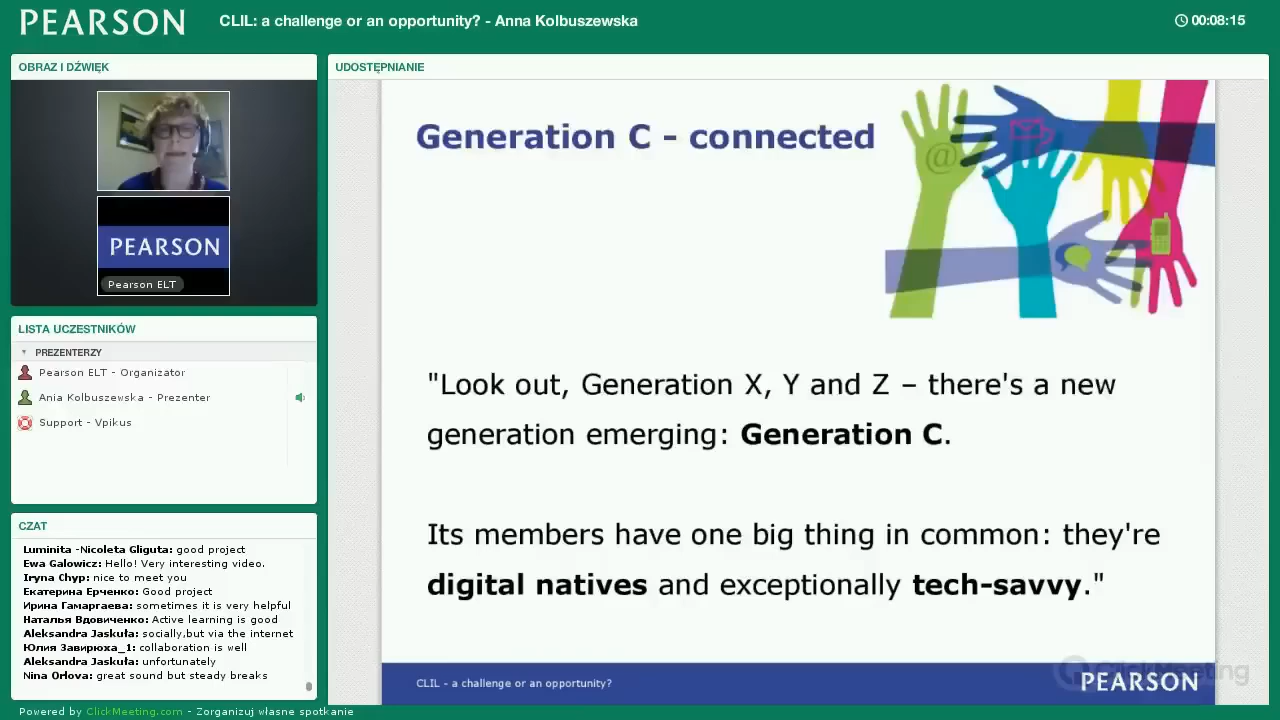 PEARSON
CLIL: a challenge or an opportunity? - Anna Kolbuszewska
00:08:15
OBRAZ I DŹWIĘK
PEARSON
Pearson ELT
LISTA UCZESTNIKÓW
PREZENTERZY
Pearson ELT - Organizator
Ania Kolbuszewska - Prezenter
Support - Vpikus
CZAT
Luminita -Nicoleta Gliguta: good project
Ewa Galowicz: Hello! Very interesting video.
Iryna Chyp: nice to meet you
Екатерина Ерченко: Good project
Ирина Гамаргаева: sometimes it is very helpful
Наталья Вдовиченко: Active learning is good
Aleksandra Jaskuła: socially,but via the internet
Юлия Завирюха_1: collaboration is well
Aleksandra Jaskuła: unfortunately
Nina Orlova: great sound but steady breaks
UDOSTĘPNIANIE
Generation C - connected
@
"Look out, Generation X, Y and Z – there's a new
generation emerging: Generation C.
Its members have one big thing in common: they're
digital natives and exceptionally tech-savvy."
CLIL - a challenge or an opportunity?
ClickMeeting
PEARSON
Powered by ClickMeeting.com - Zorganizuj własne spotkanie